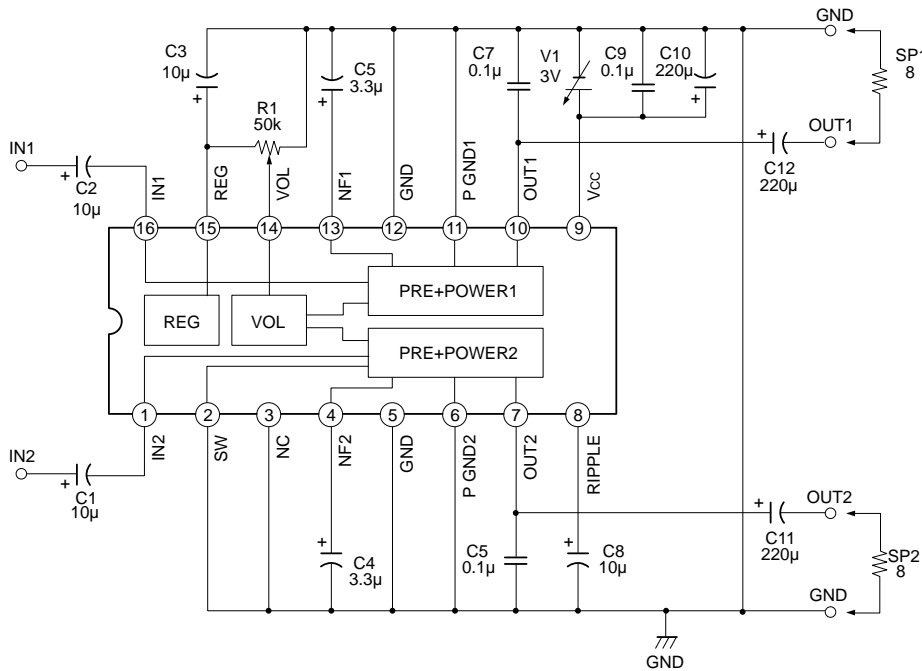 GND
C3
10µ
C5
3.3µ
C7
0.1µ
V1
3V
C9
0.1µ
C10
220µ
SP1
8
R1
50k
+
+
+
OUT1
+
C12
220µ
IN1
+
C2
10µ
IN1
REG
VOL
NF1
GND
P GND1
OUT1
Vcc
16
15
14
13
12
11
10
9
PRE+POWER1
REG
VOL
PRE+POWER2
1
2
3
4
5
6
7
8
IN2
SW
NC
NF2
GND
P GND2
OUT2
RIPPLE
IN2
+
C1
10µ
+
C4
3.3µ
C5
0.1µ
+
C8
10µ
+
OUT2
C11
220µ
SP2
8
GND
GND